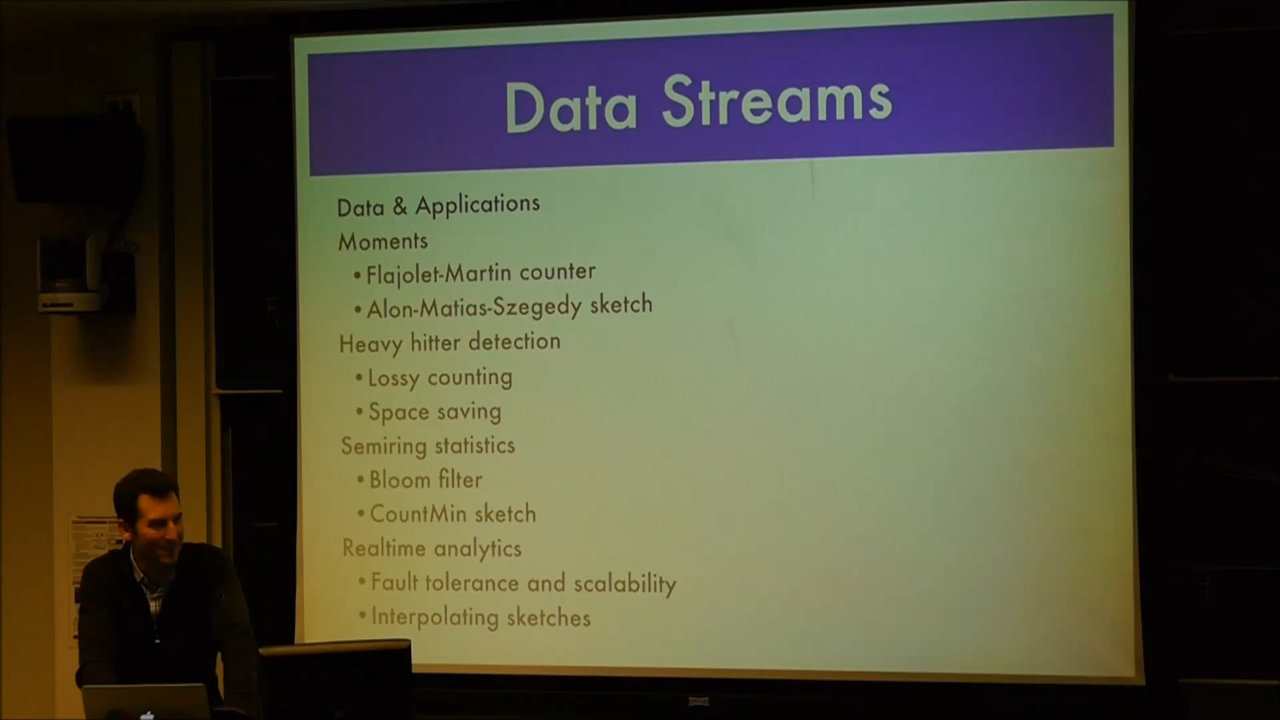 Data Streams
Data & Applications
Moments
• Flajolet-Martin counter
• Alon-Matias-Szegedy sketch
Heavy hitter detection
• Lossy counting
• Space saving
Semiring statistics
• Bloom filter
• CountMin sketch
Realtime analytics
• Fault tolerance and scalability
• Interpolating sketches